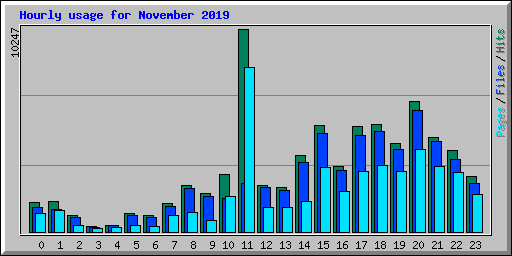 Hourly usage for November 2019
10247
Pages / Files / Hits
0 1 2 3 4 5 6 7 8 9 10 11 12 13 14 15 16 17 18 19 20 21 22 23